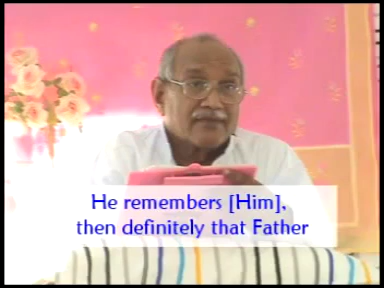 He remembers [Him],
then definitely that Father